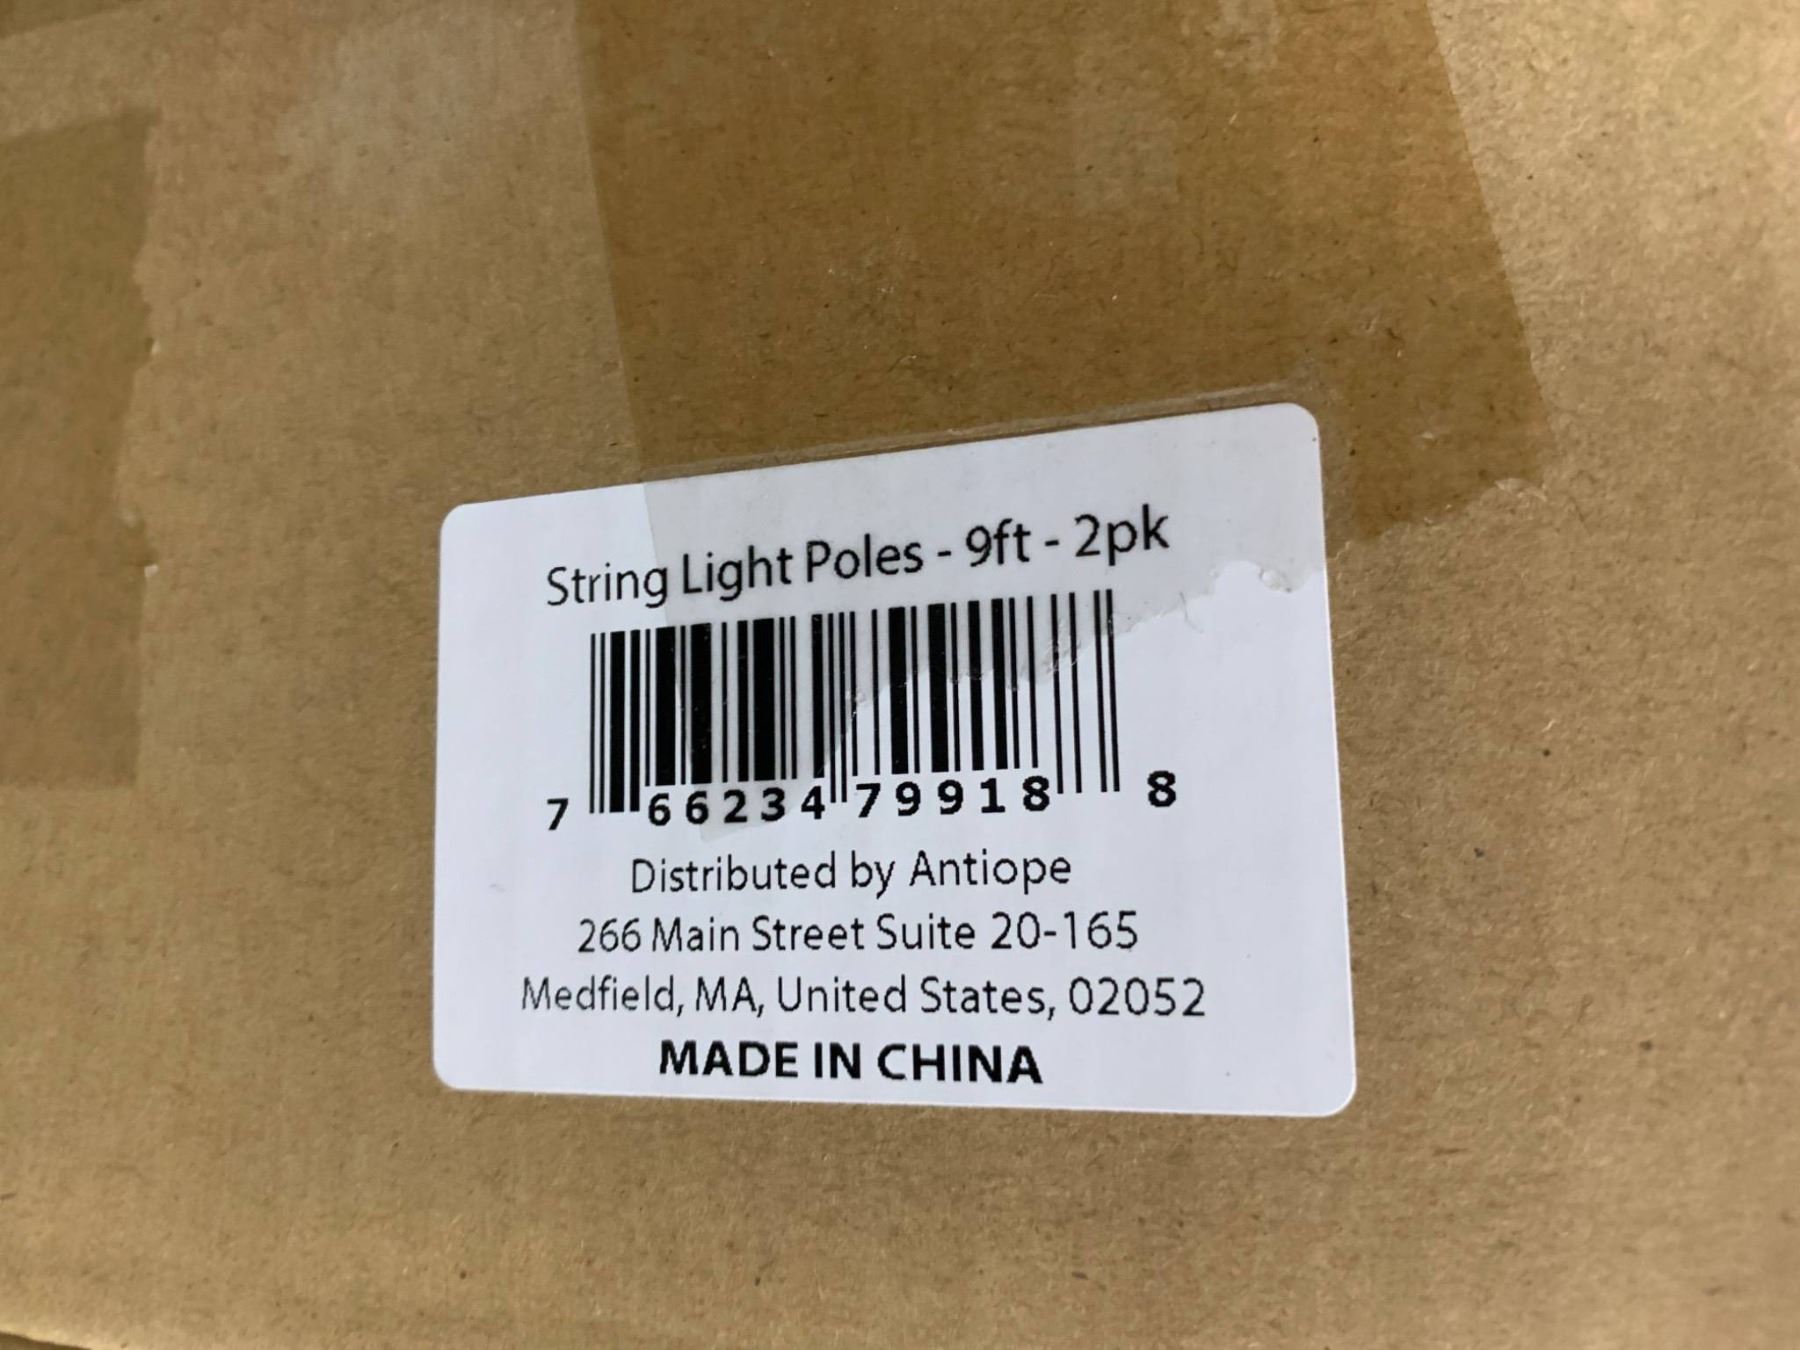 String Light Poles - 9ft - 2pk
7 66234 79918 8
Distributed by Antiope
266 Main Street Suite 20-165
Medfield, MA, United States, 02052
MADE IN CHINA